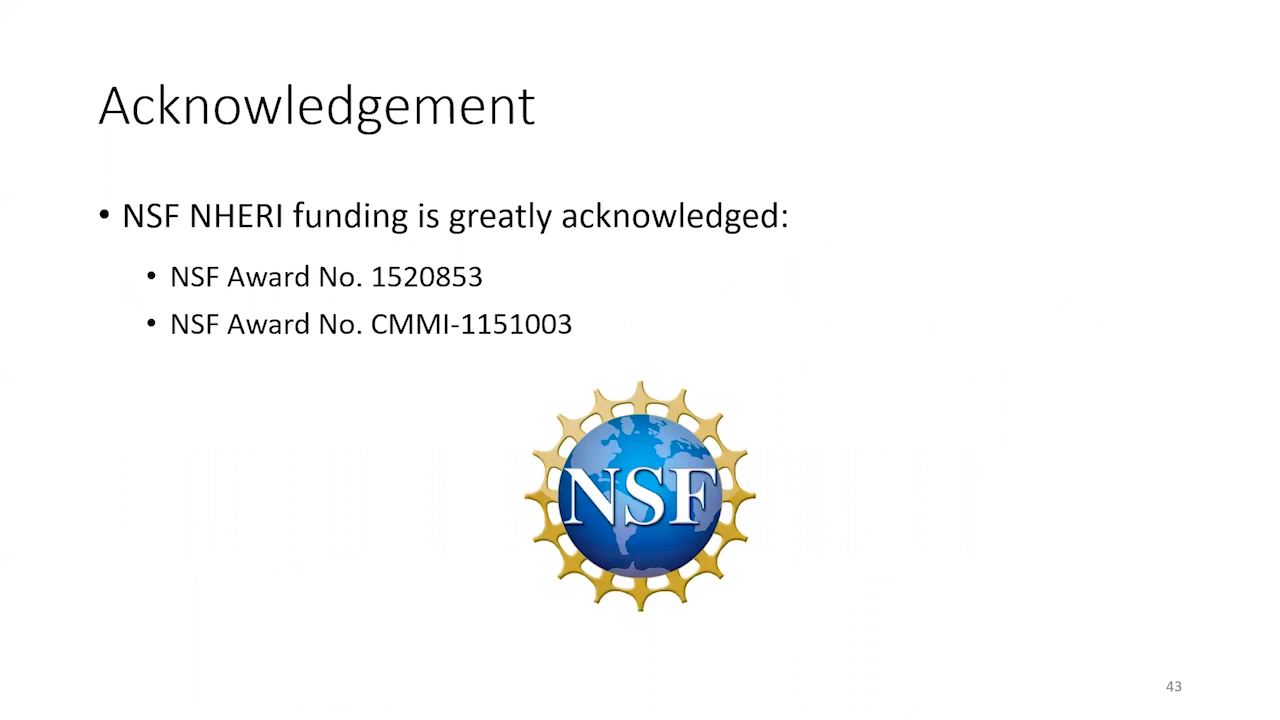 Acknowledgement
• NSF NHERI funding is greatly acknowledged:
• NSF Award No. 1520853
• NSF Award No. CMMI-1151003
NSF
43